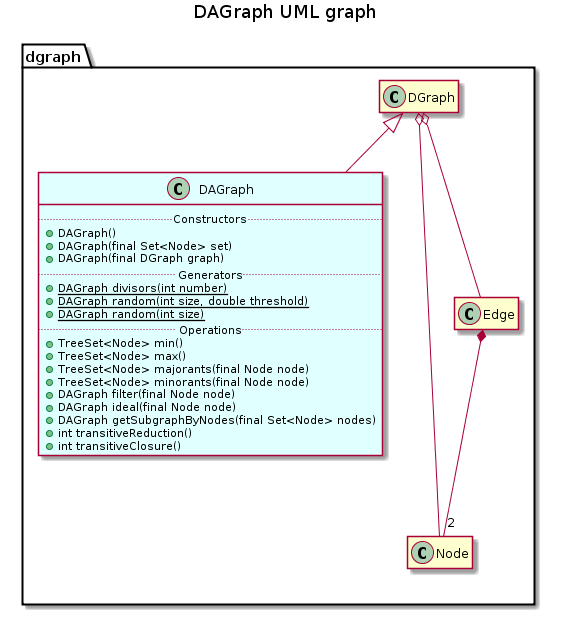 DAGraph UML graph
dgraph
C DGraph
C DAGraph
Constructors
DAGraph()
DAGraph(final Set<Node> set)
DAGraph(final DGraph graph)
Generators
DAGraph divisors(int number)
DAGraph random(int size, double threshold)
DAGraph random(int size)
Operations
TreeSet<Node> min()
TreeSet<Node> max()
TreeSet<Node> majorants(final Node node)
TreeSet<Node> minorants(final Node node)
DAGraph filter(final Node node)
DAGraph ideal(final Node node)
DAGraph getSubgraphByNodes(final Set<Node> nodes)
int transitiveReduction()
int transitiveClosure()
C Edge
2
C Node